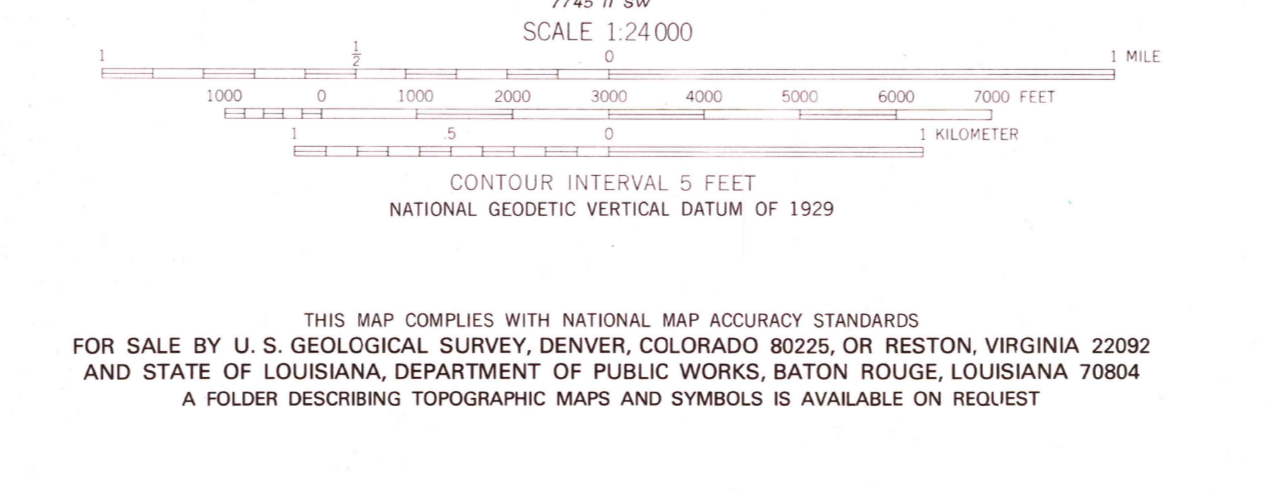 7745 II SW
SCALE 1:24 000
1 1/2 0 1 MILE
1000 0 1000 2000 3000 4000 5000 6000 7000 FEET
1 .5 0 1 KILOMETER
CONTOUR INTERVAL 5 FEET
NATIONAL GEODETIC VERTICAL DATUM OF 1929
THIS MAP COMPLIES WITH NATIONAL MAP ACCURACY STANDARDS
FOR SALE BY U. S. GEOLOGICAL SURVEY, DENVER, COLORADO 80225, OR RESTON, VIRGINIA 22092
AND STATE OF LOUISIANA, DEPARTMENT OF PUBLIC WORKS, BATON ROUGE, LOUISIANA 70804
A FOLDER DESCRIBING TOPOGRAPHIC MAPS AND SYMBOLS IS AVAILABLE ON REQUEST